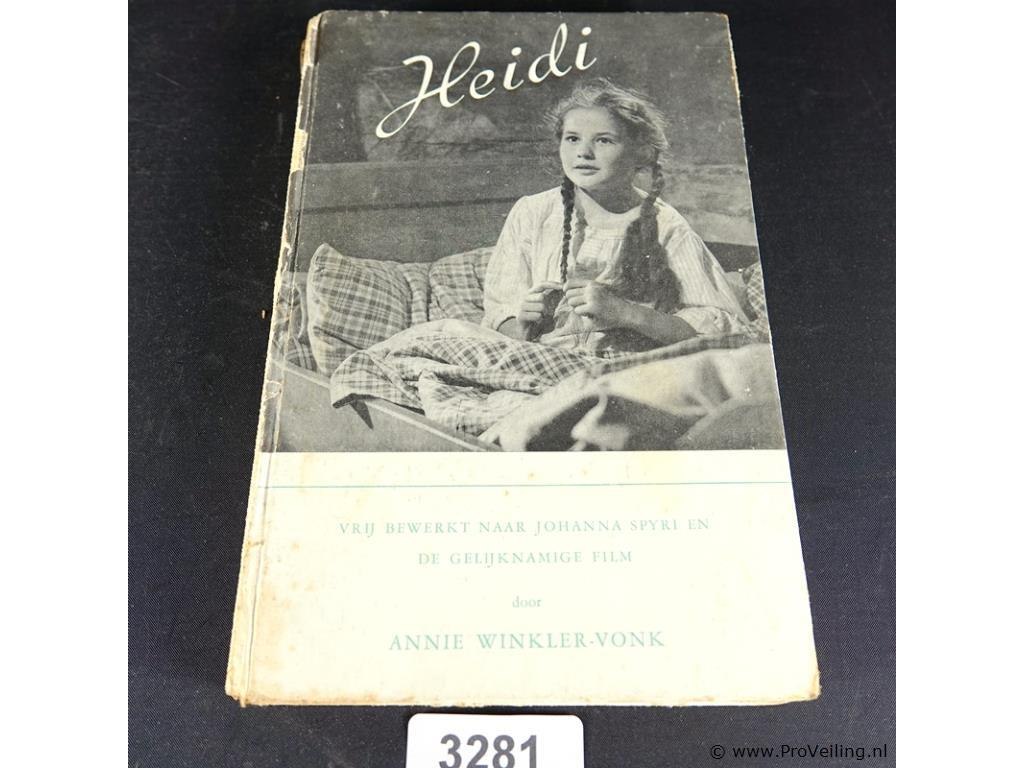 Heidi
VRIJ BEWERKT NAAR JOHANNA SPYRI EN
DE GELIJKNAMIGE FILM
door
ANNIE WINKLER-VONK
3281
© www.ProVeiling.nl